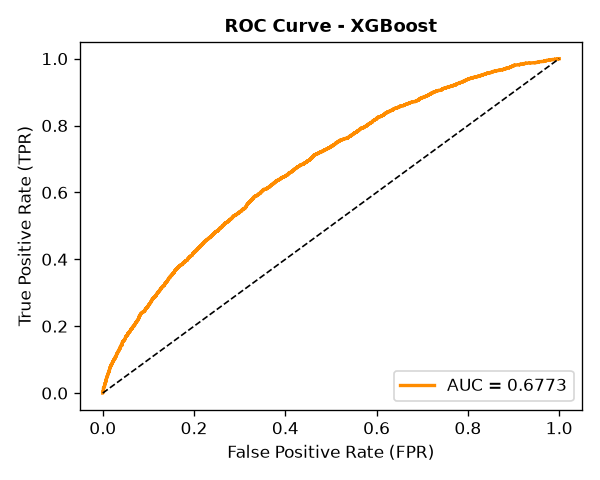 ROC Curve - XGBoost
True Positive Rate (TPR)
1.0
0.8
0.6
0.4
0.2
0.0
AUC = 0.6773
0.0 0.2 0.4 0.6 0.8 1.0
False Positive Rate (FPR)